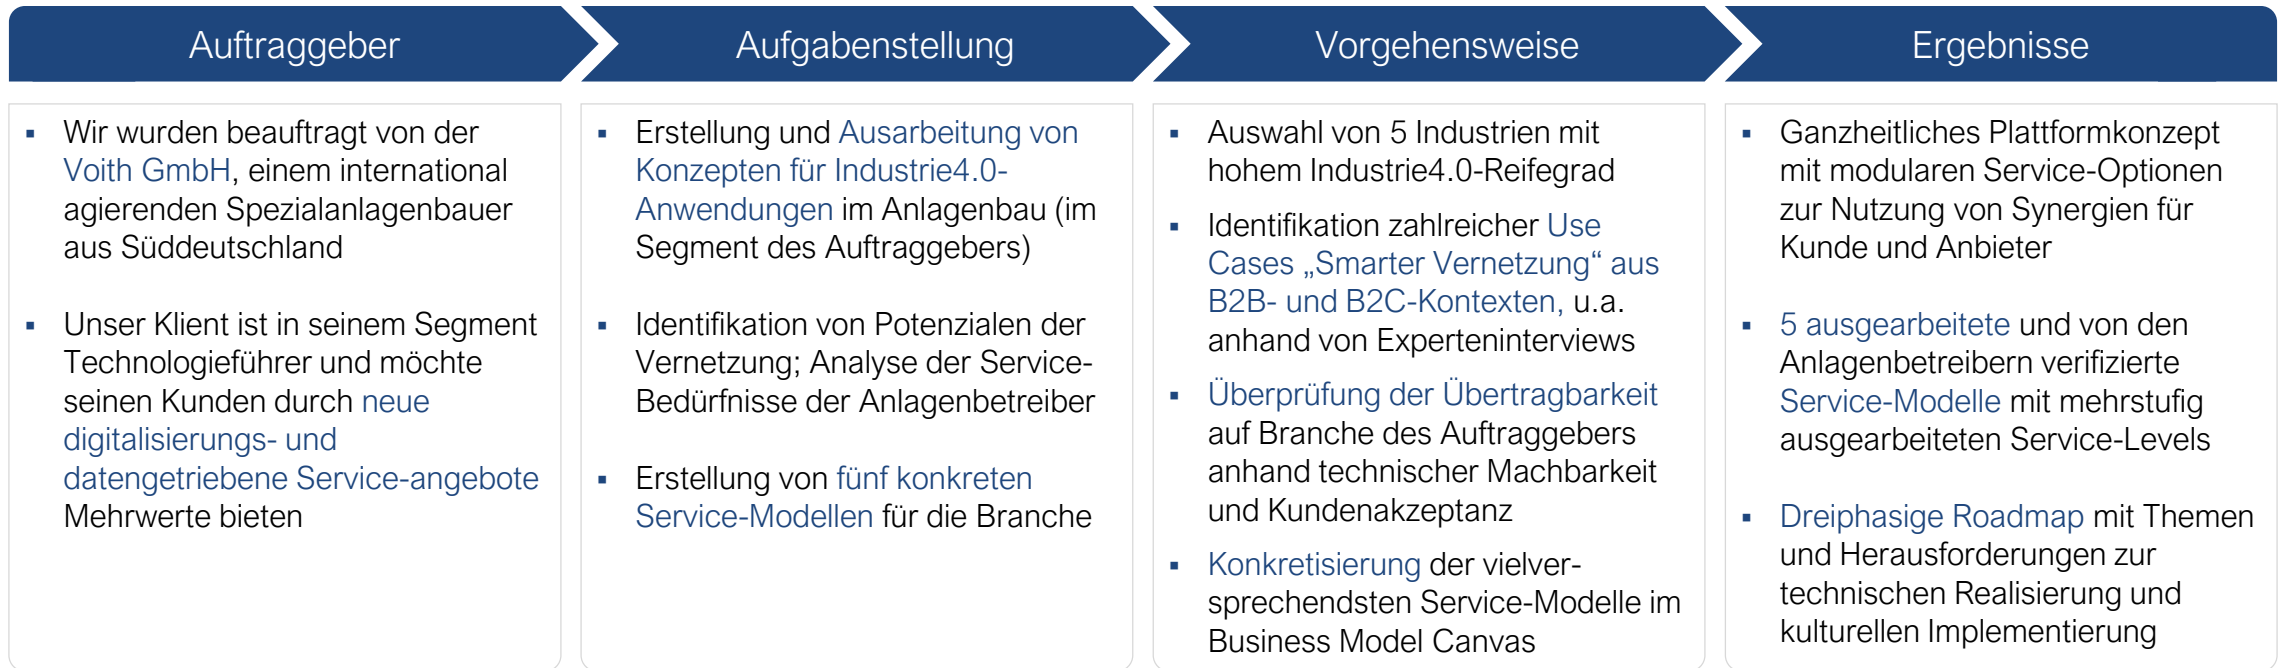 Auftraggeber
Aufgabenstellung
Vorgehensweise
Ergebnisse
▪ Wir wurden beauftragt von der
Voith GmbH, einem international
agierenden Spezialanlagenbauer
aus Süddeutschland
▪ Unser Klient ist in seinem Segment
Technologieführer und möchte
seinen Kunden durch neue
digitalisierungs- und
datengetriebene Service-angebote
Mehrwerte bieten
▪ Erstellung und Ausarbeitung von
Konzepten für Industrie4.0-
Anwendungen im Anlagenbau (im
Segment des Auftraggebers)
▪ Identifikation von Potenzialen der
Vernetzung; Analyse der Service-
Bedürfnisse der Anlagenbetreiber
▪ Erstellung von fünf konkreten
Service-Modellen für die Branche
▪ Auswahl von 5 Industrien mit
hohem Industrie4.0-Reifegrad
▪ Identifikation zahlreicher Use
Cases „Smarter Vernetzung“ aus
B2B- und B2C-Kontexten, u.a.
anhand von Experteninterviews
▪ Überprüfung der Übertragbarkeit
auf Branche des Auftraggebers
anhand technischer Machbarkeit
und Kundenakzeptanz
▪ Konkretisierung der vielver-
sprechendsten Service-Modelle im
Business Model Canvas
▪ Ganzheitliches Plattformkonzept
mit modularen Service-Optionen
zur Nutzung von Synergien für
Kunde und Anbieter
▪ 5 ausgearbeitete und von den
Anlagenbetreibern verifizierte
Service-Modelle mit mehrstufig
ausgearbeiteten Service-Levels
▪ Dreiphasige Roadmap mit Themen
und Herausforderungen zur
technischen Realisierung und
kulturellen Implementierung